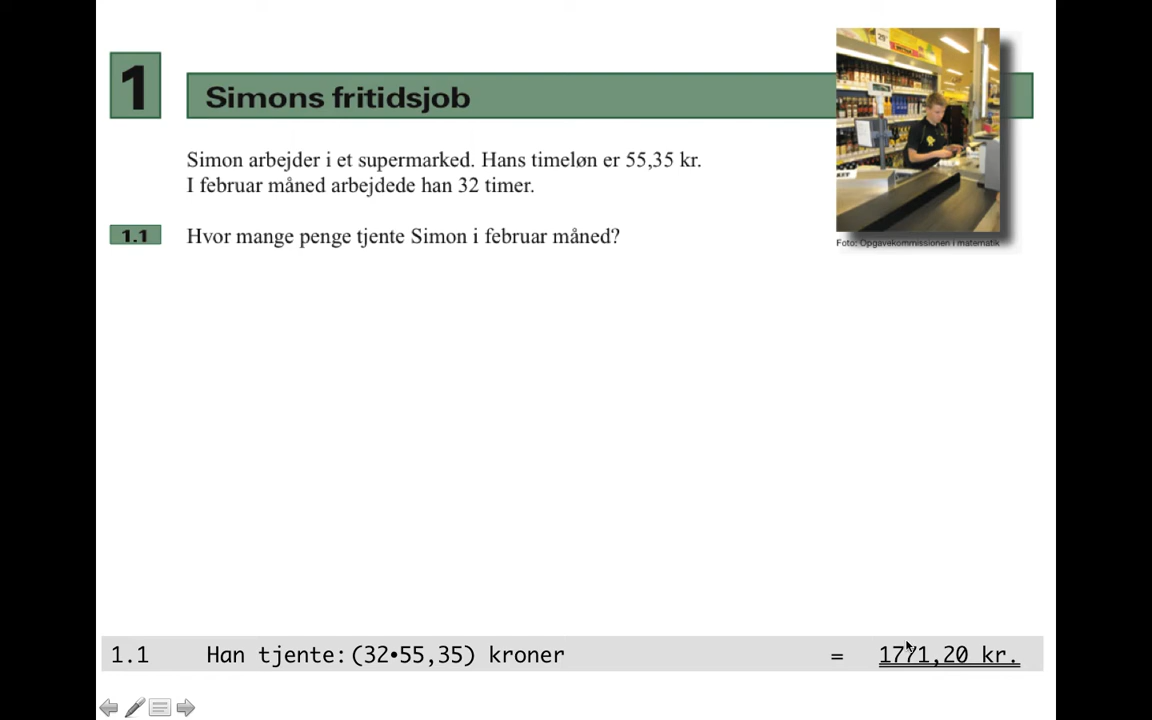 1
Simons fritidsjob
Simon arbejder i et supermarked. Hans timeløn er 55,35 kr.
I februar måned arbejdede han 32 timer.
1.1 Hvor mange penge tjente Simon i februar måned?
Foto: Opgavekommissionen i matematik
1.1 Han tjente: (32•55,35) kroner = 1771,20 kr.